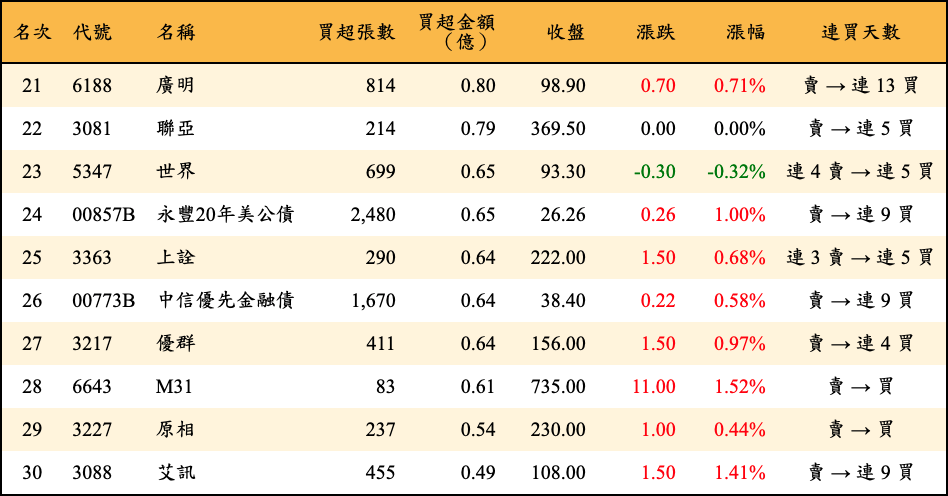 名次 代號 名稱 買超張數 買超金額（億） 收盤 漲跌 漲幅 連買天數
21 6188 廣明 814 0.80 98.90 0.70 0.71% 賣 → 連 13 買
22 3081 聯亞 214 0.79 369.50 0.00 0.00% 賣 → 連 5 買
23 5347 世界 699 0.65 93.30 -0.30 -0.32% 連 4 賣 → 連 5 買
24 00857B 永豐20年美公債 2,480 0.65 26.26 0.26 1.00% 賣 → 連 9 買
25 3363 上詮 290 0.64 222.00 1.50 0.68% 連 3 賣 → 連 5 買
26 00773B 中信優先金融債 1,670 0.64 38.40 0.22 0.58% 賣 → 連 9 買
27 3217 優群 411 0.64 156.00 1.50 0.97% 賣 → 連 4 買
28 6643 M31 83 0.61 735.00 11.00 1.52% 賣 → 買
29 3227 原相 237 0.54 230.00 1.00 0.44% 賣 → 買
30 3088 艾訊 455 0.49 108.00 1.50 1.41% 賣 → 連 9 買